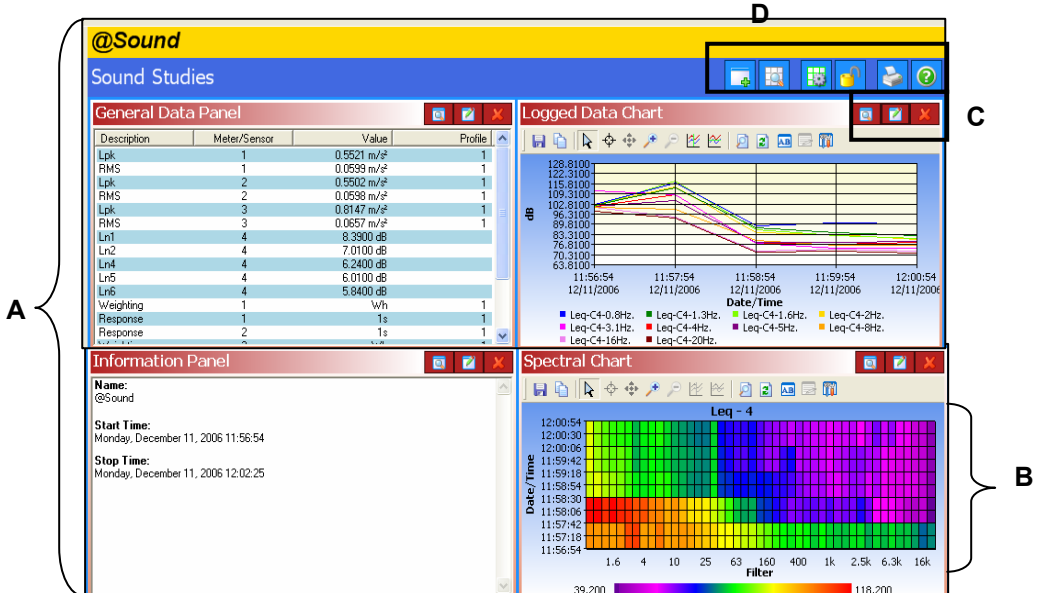 D
@Sound
Sound Studies
C
General Data Panel
Description Meter/Sensor Value Profile
Lpk 1 0.5521 m/s² 1
RMS 1 0.0599 m/s² 1
Lpk 2 0.5502 m/s² 1
RMS 2 0.0598 m/s² 1
Lpk 3 0.8147 m/s² 1
RMS 3 0.0657 m/s² 1
Ln1 4 8.3900 dB
Ln2 4 7.0100 dB
Ln4 4 6.2400 dB
Ln5 4 6.0100 dB
Ln6 4 5.8400 dB
Weighting 1 Wh 1
Response 1 1s 1
Response 2 1s 1
Logged Data Chart
AB
128.8100
122.3100
115.8100
109.3100
102.8100
96.3100
89.8100
83.3100
76.8100
70.3100
63.8100
dB
11:56:54 11:57:54 11:58:54 11:59:54 12:00:54
12/11/2006 12/11/2006 12/11/2006 12/11/2006 12/11/2006
Date/Time
Leq-C4-0.8Hz. Leq-C4-1.3Hz. Leq-C4-1.6Hz. Leq-C4-2Hz.
Leq-C4-3.1Hz. Leq-C4-4Hz. Leq-C4-5Hz. Leq-C4-8Hz.
Leq-C4-16Hz. Leq-C4-20Hz.
A
Information Panel
Name:
@Sound
Start Time:
Monday, December 11, 2006 11:56:54
Stop Time:
Monday, December 11, 2006 12:02:25
Spectral Chart
AB
Leq - 4
12:00:54
12:00:30
12:00:06
11:59:42
11:59:18
11:58:54
11:58:30
11:58:06
11:57:42
11:57:18
11:56:54
Date/Time
1.6 4 10 25 63 160 400 1k 2.5k 6.3k 16k
Filter
39.200 118.200
B